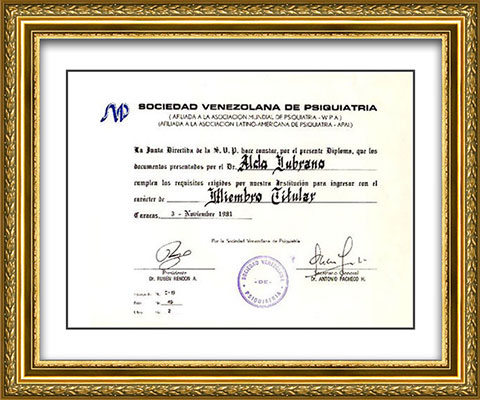 SOCIEDAD VENEZOLANA DE PSIQUIATRIA
( AFILIADA A LA ASOCIACION MUNDIAL DE PSIQUIATRIA - W P A )
(AFILIADA A LA ASOCIACION LATINO-AMERICANA DE PSIQUIATRIA - APAL)
La Junta Directiva de la S.V.P. hace constar, por el presente Diploma, que los
documentos presentados por el Dr. Aldo Lubrano
cumplen los requisitos exigidos por nuestra Institución para ingresar con el
carácter de Miembro Titular
Caracas, 3 - Noviembre 1981
Por la Sociedad Venezolana de Psiquiatría
Presidente
Dr. RUBEN RENDON A.
Secretario General
Dr. ANTONIO PACHECO H.
SOCIEDAD VENEZOLANA
- DE -
PSIQUIATRIA